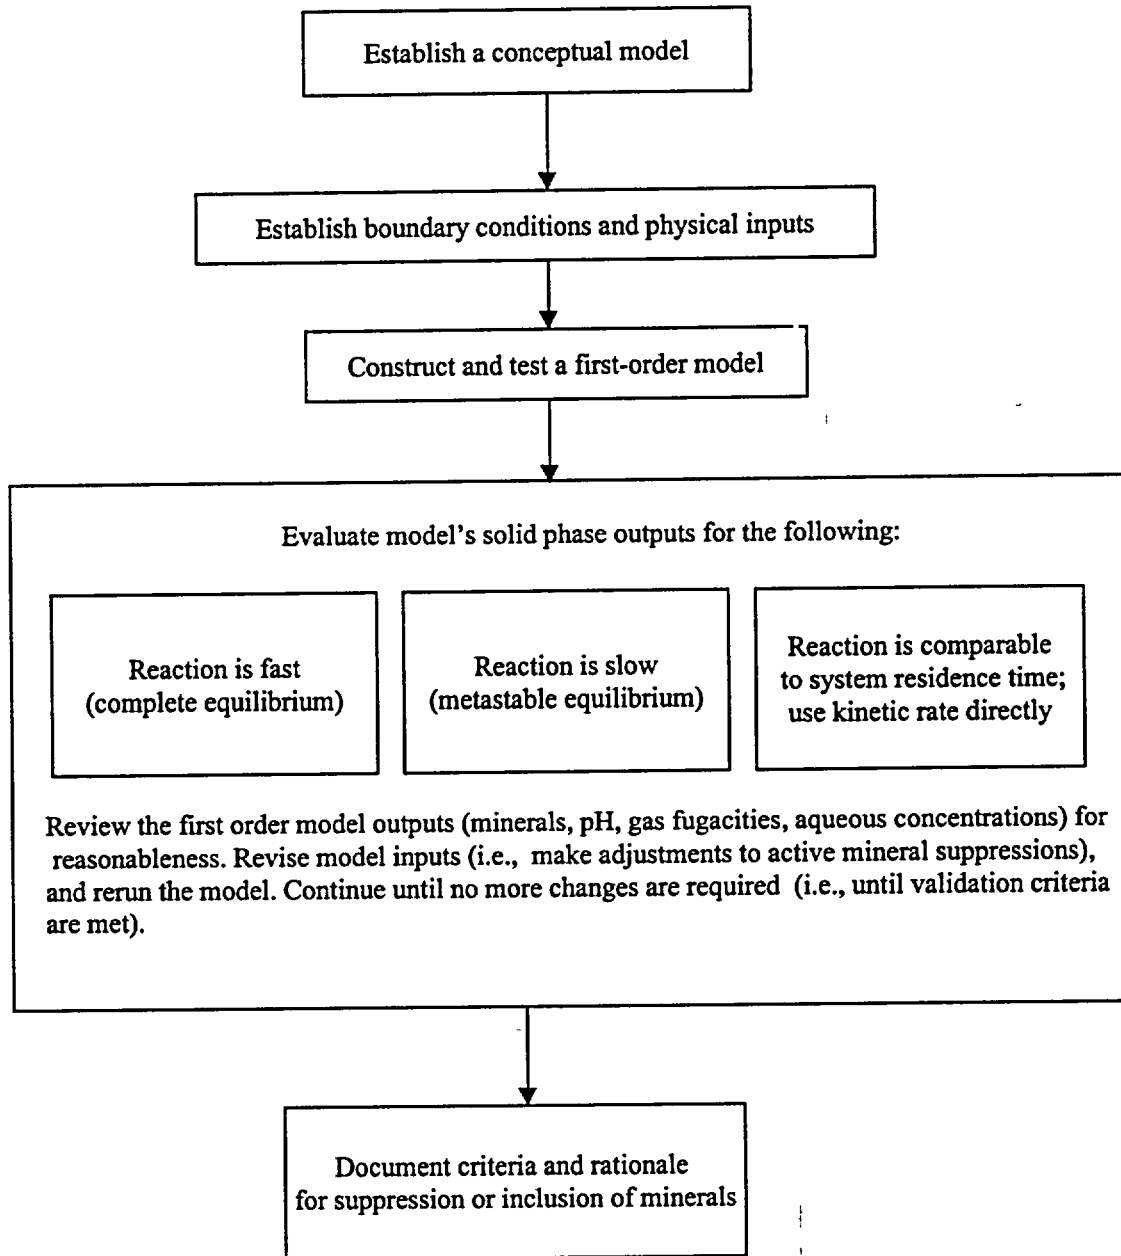 Establish a conceptual model
Establish boundary conditions and physical inputs
Construct and test a first-order model
Evaluate model's solid phase outputs for the following:
Reaction is fast
(complete equilibrium)
Reaction is slow
(metastable equilibrium)
Reaction is comparable
to system residence time;
use kinetic rate directly
Review the first order model outputs (minerals, pH, gas fugacities, aqueous concentrations) for
reasonableness. Revise model inputs (i.e., make adjustments to active mineral suppressions),
and rerun the model. Continue until no more changes are required (i.e., until validation criteria
are met).
Document criteria and rationale
for suppression or inclusion of minerals